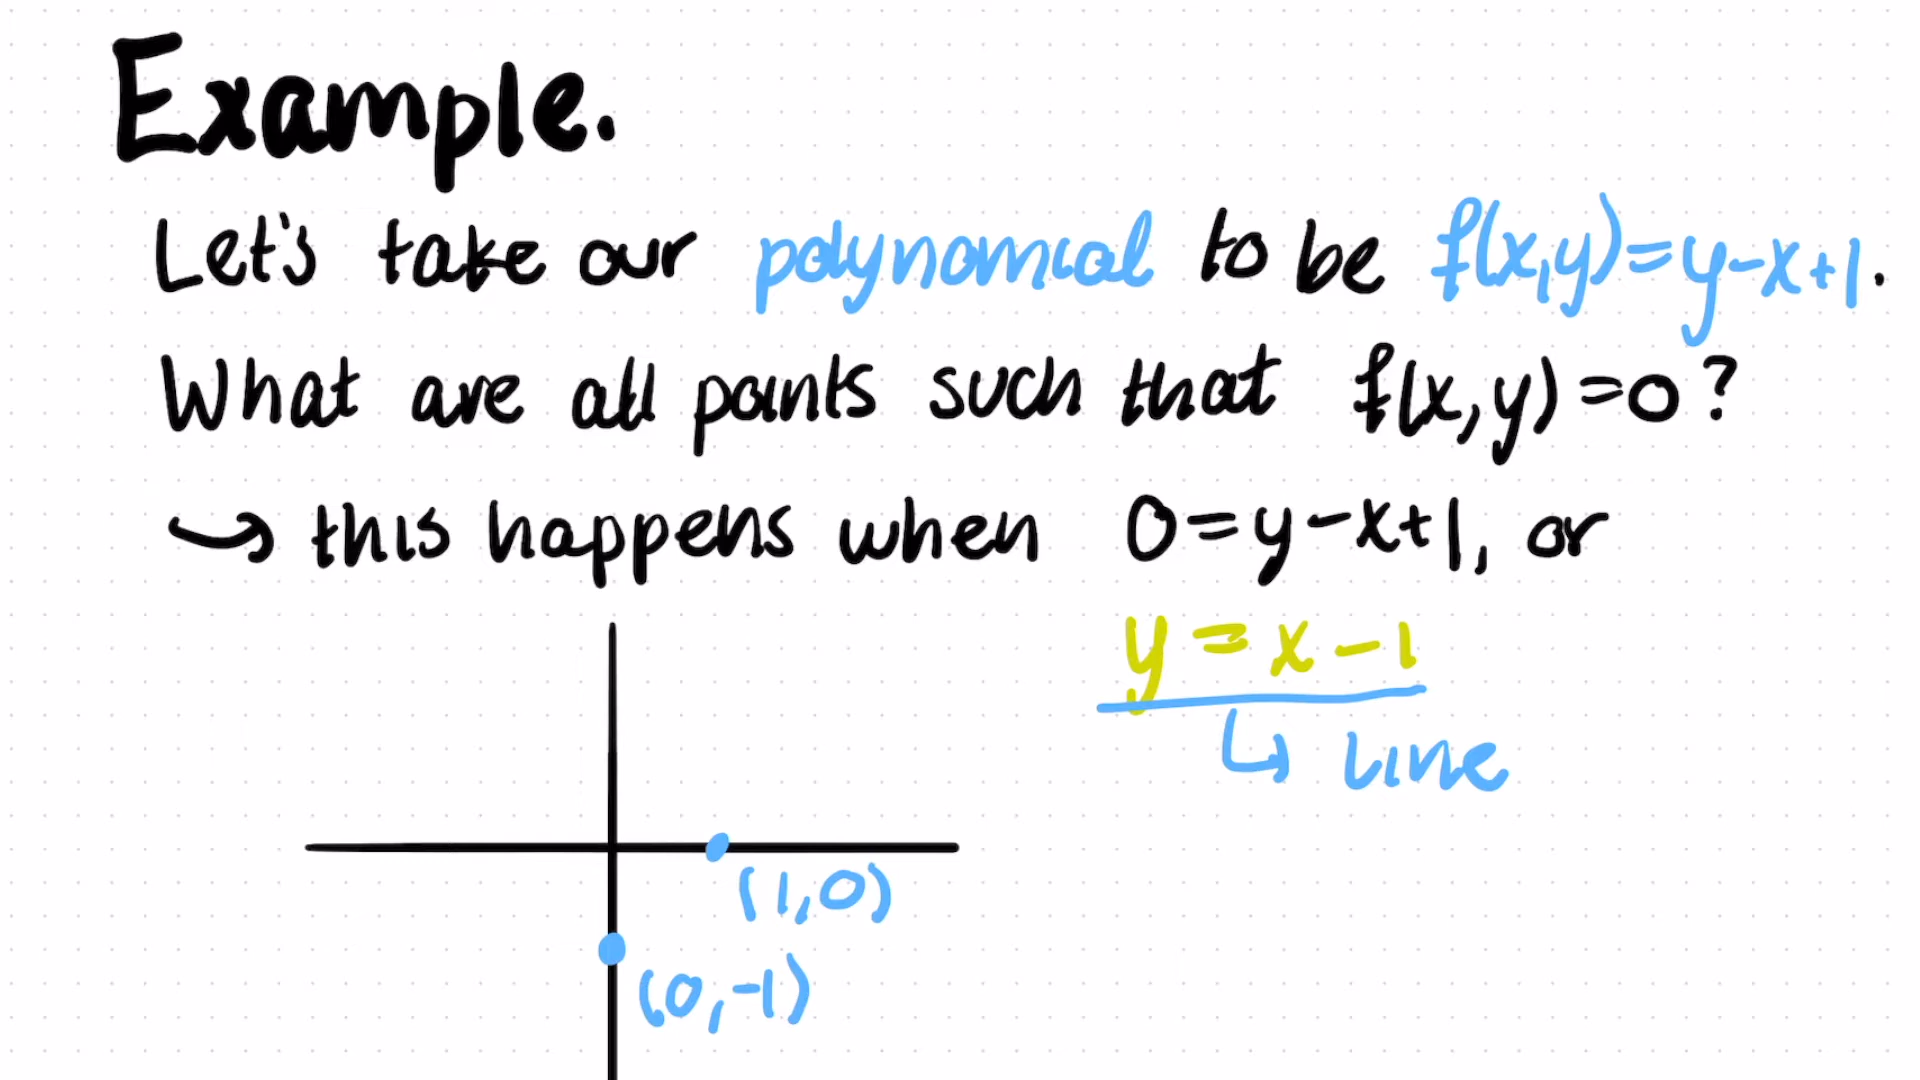 Example.
Let's take our polynomial to be f(x,y)=y-x+1.
What are all points such that f(x,y)=0?
↪ this happens when 0=y-x+1, or
y=x-1
↪ line
(1,0)
(0,-1)